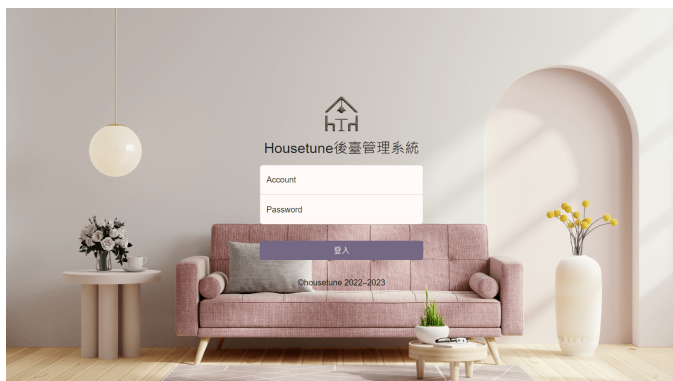 Housetune後臺管理系統
Account
Password
登入
©housetune 2022–2023